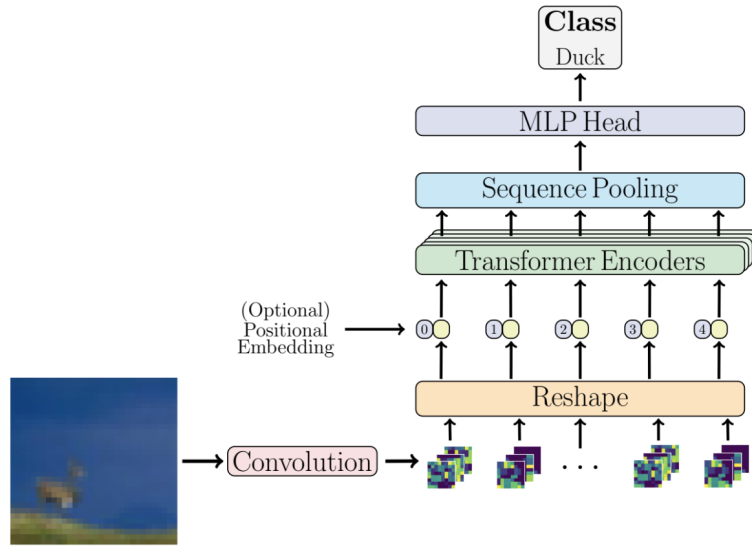 Class
Duck
MLP Head
Sequence Pooling
Transformer Encoders
(Optional)
Positional
Embedding
0 1 2 3 4
Reshape
Convolution
...